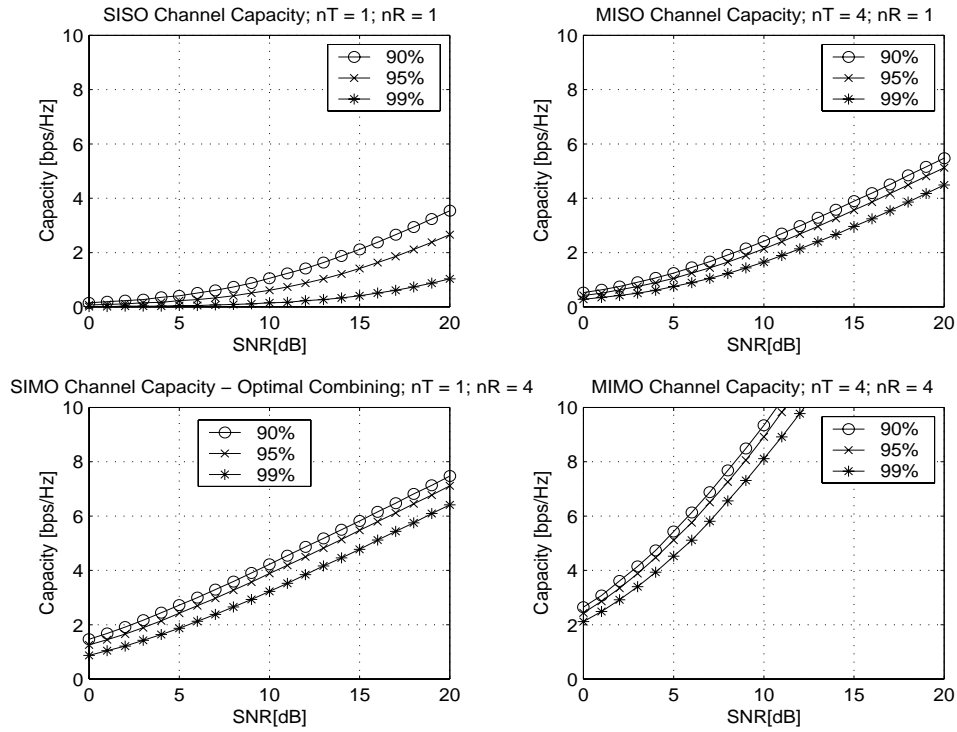 SISO Channel Capacity; nT = 1; nR = 1
10
8
6
4
2
0
Capacity [bps/Hz]
90%
95%
99%
0 5 10 15 20
SNR[dB]
MISO Channel Capacity; nT = 4; nR = 1
10
8
6
4
2
0
Capacity [bps/Hz]
90%
95%
99%
0 5 10 15 20
SNR[dB]
SIMO Channel Capacity − Optimal Combining; nT = 1; nR = 4
10
8
6
4
2
0
Capacity [bps/Hz]
90%
95%
99%
0 5 10 15 20
SNR[dB]
MIMO Channel Capacity; nT = 4; nR = 4
10
8
6
4
2
0
Capacity [bps/Hz]
90%
95%
99%
0 5 10 15 20
SNR[dB]